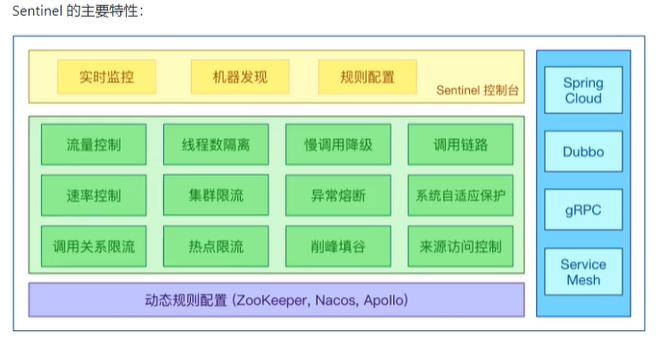 Sentinel 的主要特性：
实时监控 机器发现 规则配置
Sentinel 控制台
流量控制 线程数隔离 慢调用降级 调用链路
速率控制 集群限流 异常熔断 系统自适应保护
调用关系限流 热点限流 削峰填谷 来源访问控制
动态规则配置 (ZooKeeper, Nacos, Apollo)
Spring
Cloud
Dubbo
gRPC
Service
Mesh